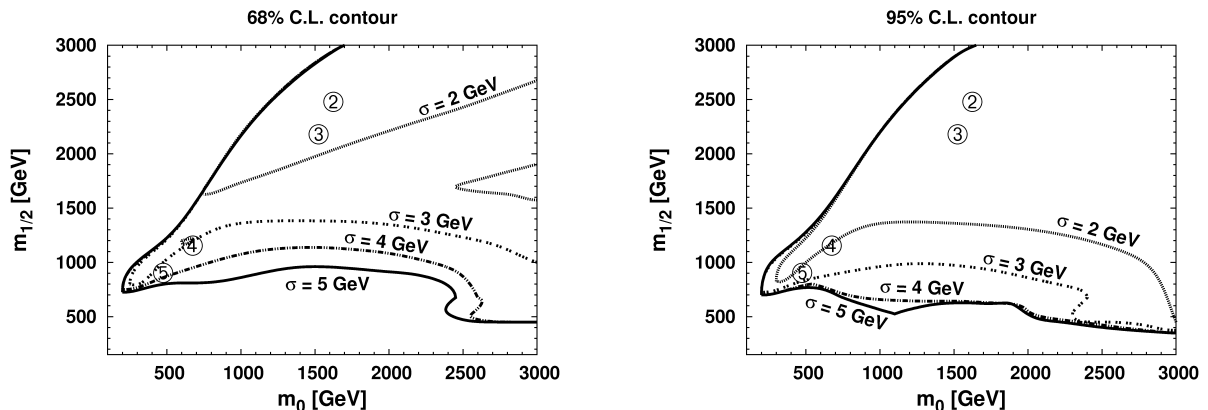 68% C.L. contour
3000
2500
2000
1500
1000
500
m1/2 [GeV]
σ = 2 GeV
②
③
σ = 3 GeV
④
σ = 4 GeV
⑤
σ = 5 GeV
500 1000 1500 2000 2500 3000
m0 [GeV]
95% C.L. contour
3000
2500
2000
1500
1000
500
m1/2 [GeV]
②
③
σ = 2 GeV
④
σ = 3 GeV
⑤
σ = 4 GeV
σ = 5 GeV
500 1000 1500 2000 2500 3000
m0 [GeV]